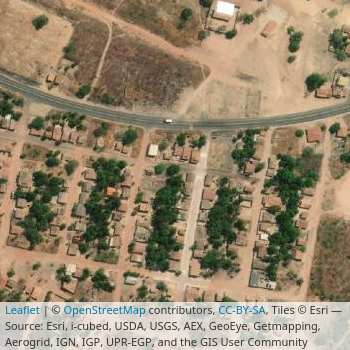 Leaflet | © OpenStreetMap contributors, CC-BY-SA, Tiles © Esri —
Source: Esri, i-cubed, USDA, USGS, AEX, GeoEye, Getmapping,
Aerogrid, IGN, IGP, UPR-EGP, and the GIS User Community